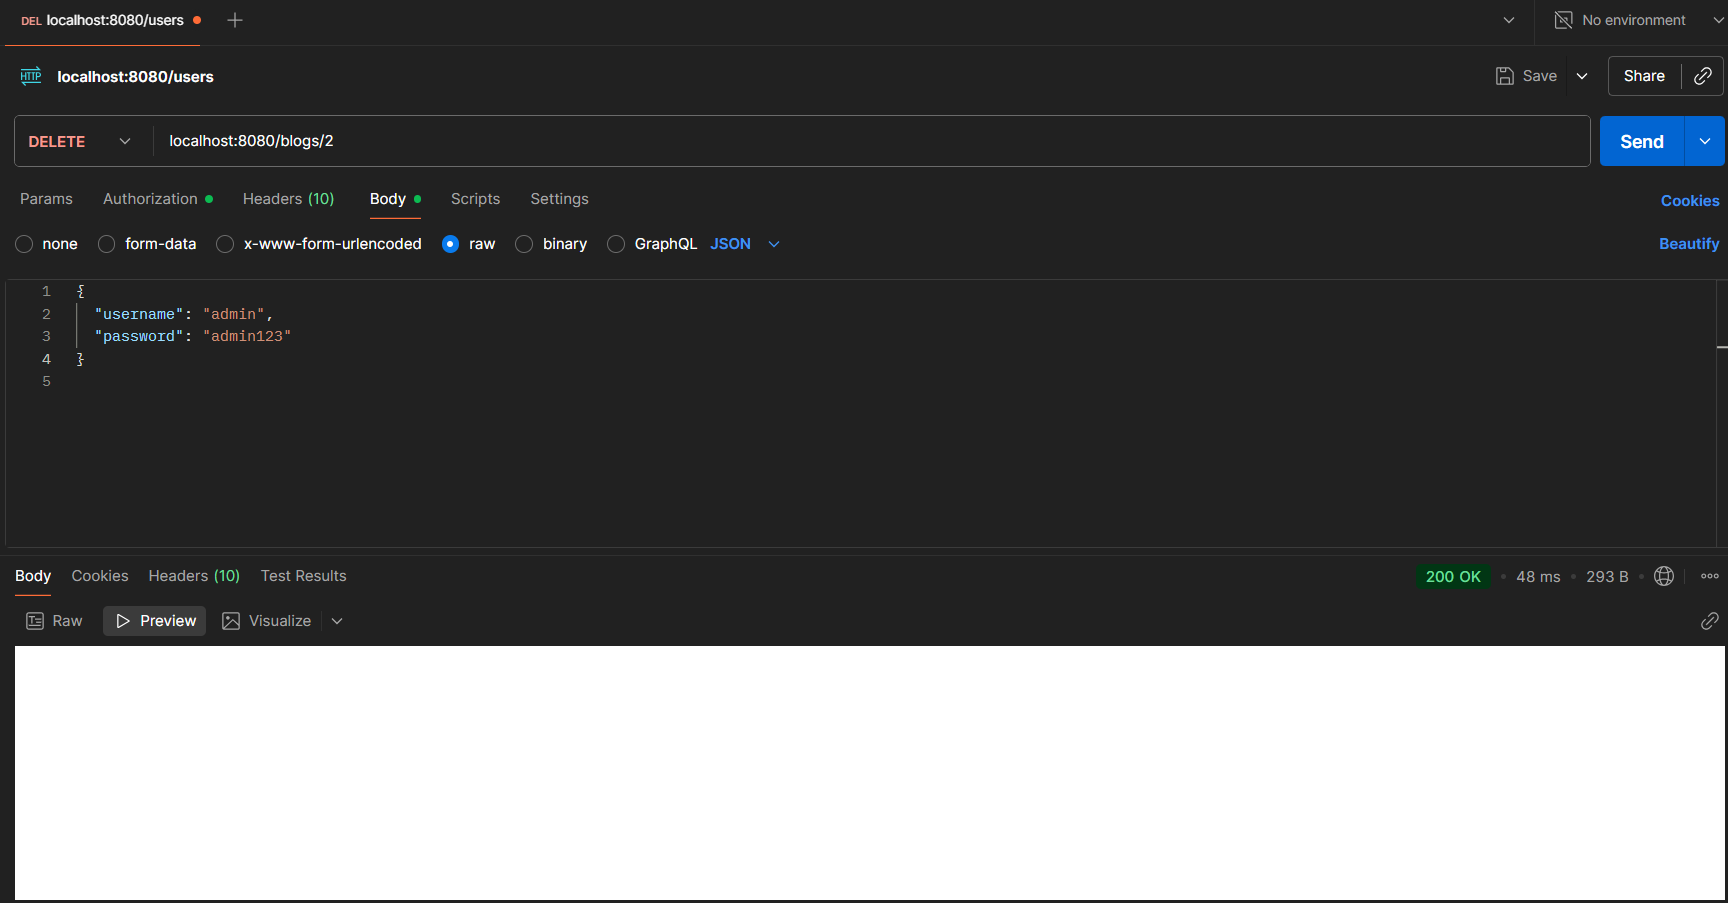 DEL localhost:8080/users
No environment
HTTP localhost:8080/users
Save
Share
DELETE
localhost:8080/blogs/2
Send
Params
Authorization
Headers (10)
Body
Scripts
Settings
Cookies
none
form-data
x-www-form-urlencoded
raw
binary
GraphQL
JSON
Beautify
1 {
2 "username": "admin",
3 "password": "admin123"
4 }
5
Body
Cookies
Headers (10)
Test Results
200 OK
48 ms
293 B
Raw
Preview
Visualize